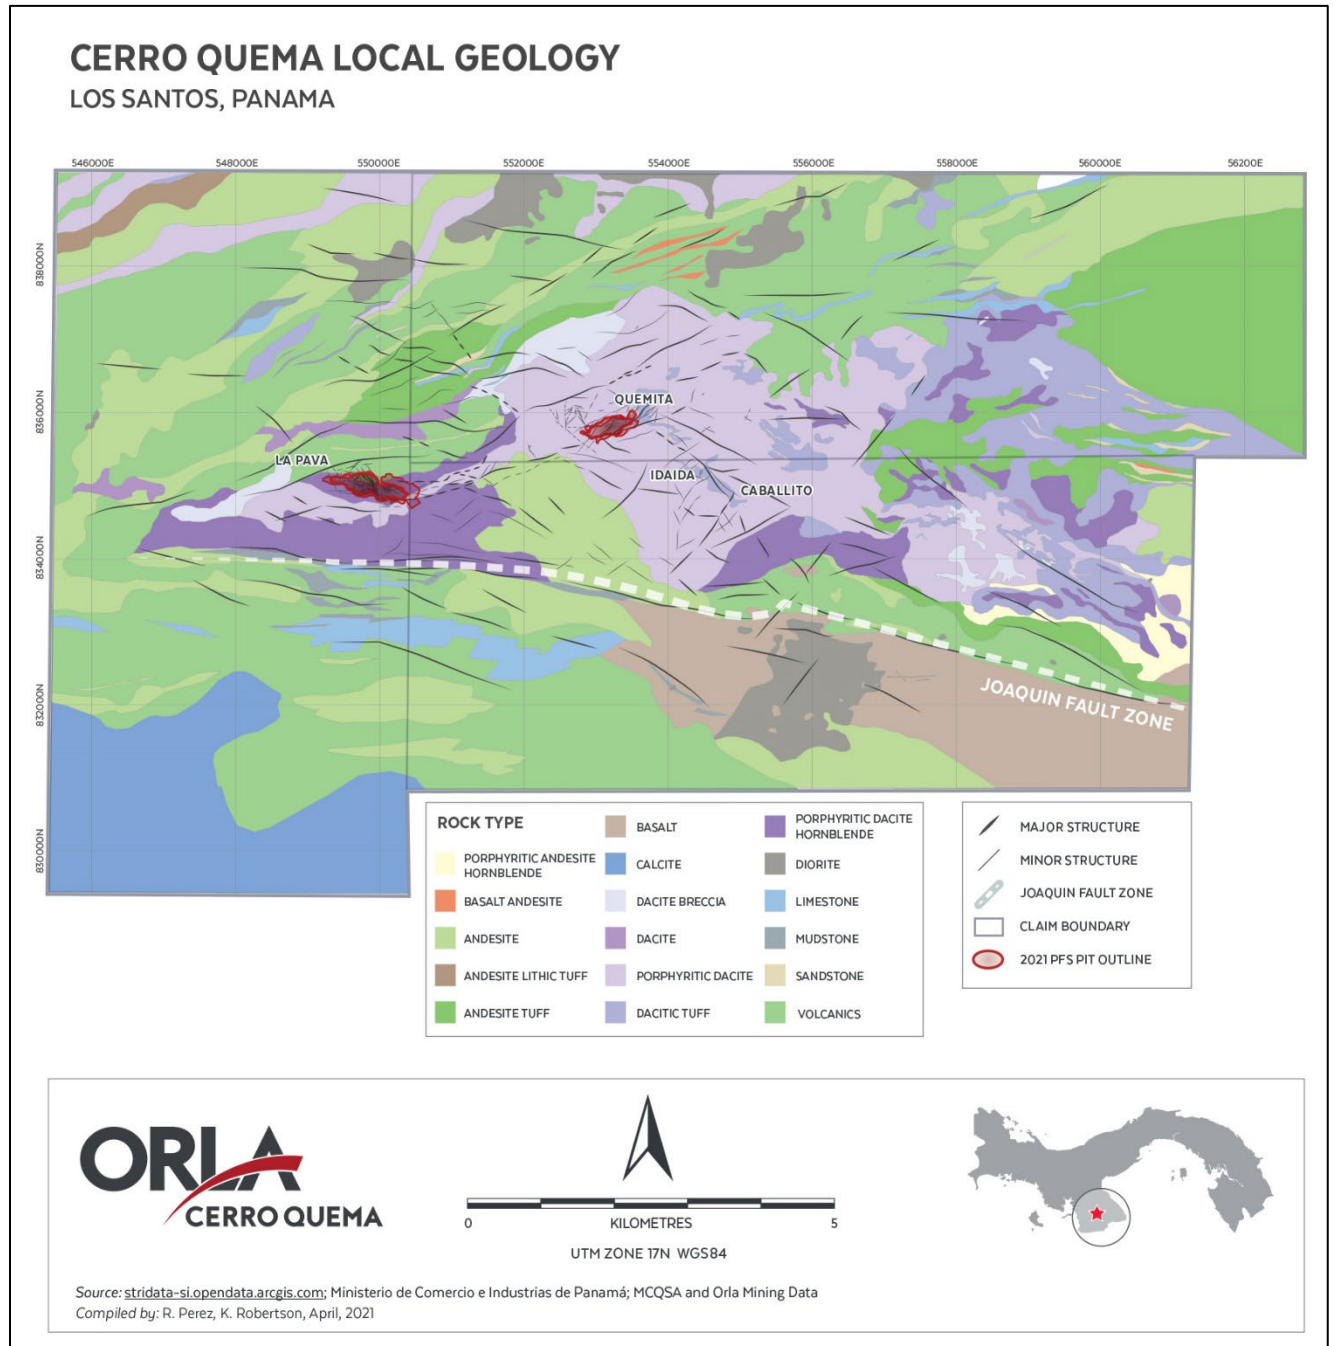 CERRO QUEMA LOCAL GEOLOGY
LOS SANTOS, PANAMA
546000E 548000E 550000E 552000E 554000E 556000E 558000E 560000E 56200E
838000N
836000N
834000N
832000N
830000N
QUEMITA
LA PAVA
IDAIDA
CABALLITO
JOAQUIN FAULT ZONE
ROCK TYPE
PORPHYRITIC ANDESITE
HORNBLENDE
BASALT ANDESITE
ANDESITE
ANDESITE LITHIC TUFF
ANDESITE TUFF
BASALT
CALCITE
DACITE BRECCIA
DACITE
PORPHYRITIC DACITE
DACITIC TUFF
PORPHYRITIC DACITE
HORNBLENDE
DIORITE
LIMESTONE
MUDSTONE
SANDSTONE
VOLCANICS
MAJOR STRUCTURE
MINOR STRUCTURE
JOAQUIN FAULT ZONE
CLAIM BOUNDARY
2021 PFS PIT OUTLINE
ORLA
CERRO QUEMA
0 KILOMETRES 5
UTM ZONE 17N WGS84
Source: stridata-si.opendata.arcgis.com; Ministerio de Comercio e Industrias de Panamá; MCQSA and Orla Mining Data
Compiled by: R. Perez, K. Robertson, April, 2021